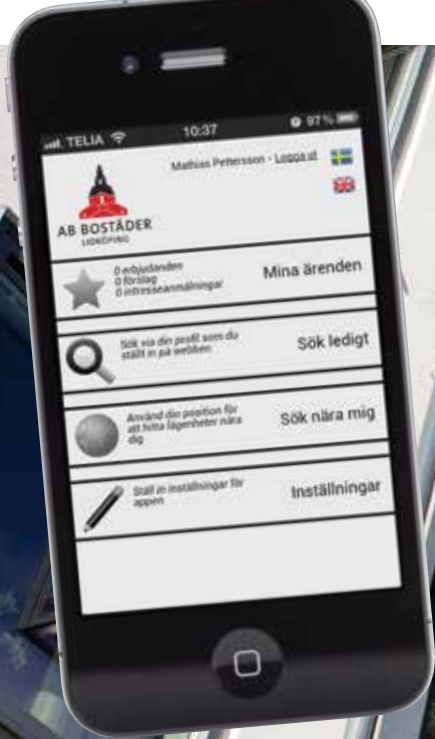 TELIA 10:37 97 %
Mathias Pettersson - Logga ut
AB BOSTÄDER
LIDKÖPING
0 erbjudanden
0 förslag
0 intresseanmälningar
Mina ärenden
Sök via din profil som du
ställt in på webben
Sök ledigt
Använd din position för
att hitta lägenheter nära
dig
Sök nära mig
Ställ in inställningar för
appen
Inställningar